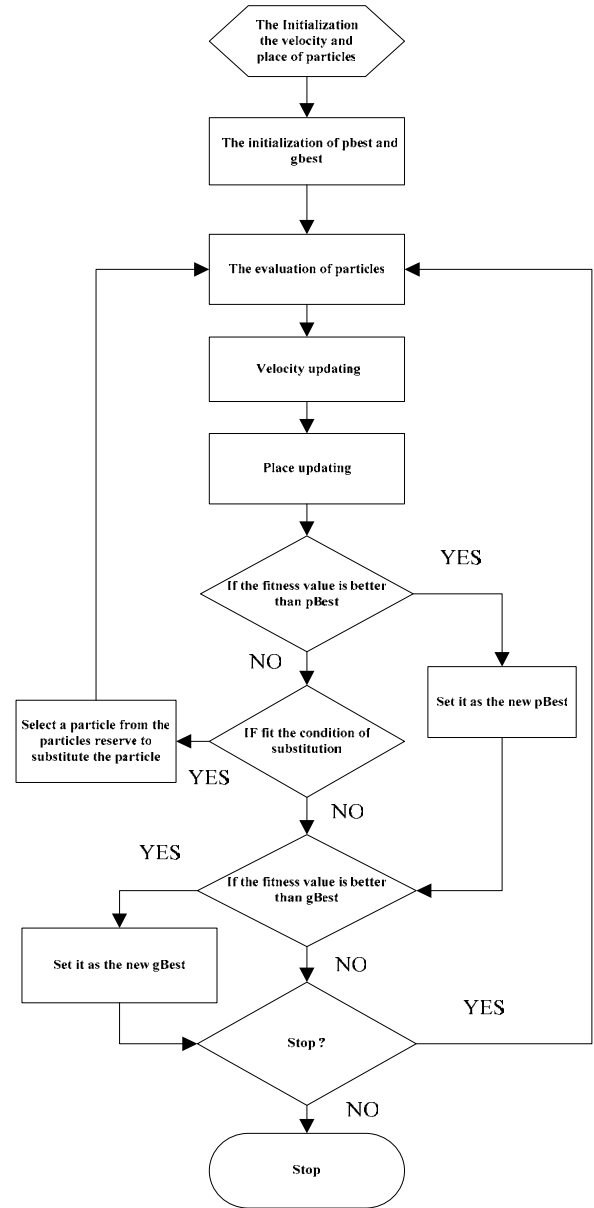 The Initialization
the velocity and
place of particles
The initialization of pbest and
gbest
The evaluation of particles
Velocity updating
Place updating
If the fitness value is better
than pBest
YES
NO
Set it as the new pBest
IF fit the condition of
substitution
Select a particle from the
particles reserve to
substitute the particle
YES
NO
If the fitness value is better
than gBest
YES
Set it as the new gBest
NO
Stop ?
YES
NO
Stop